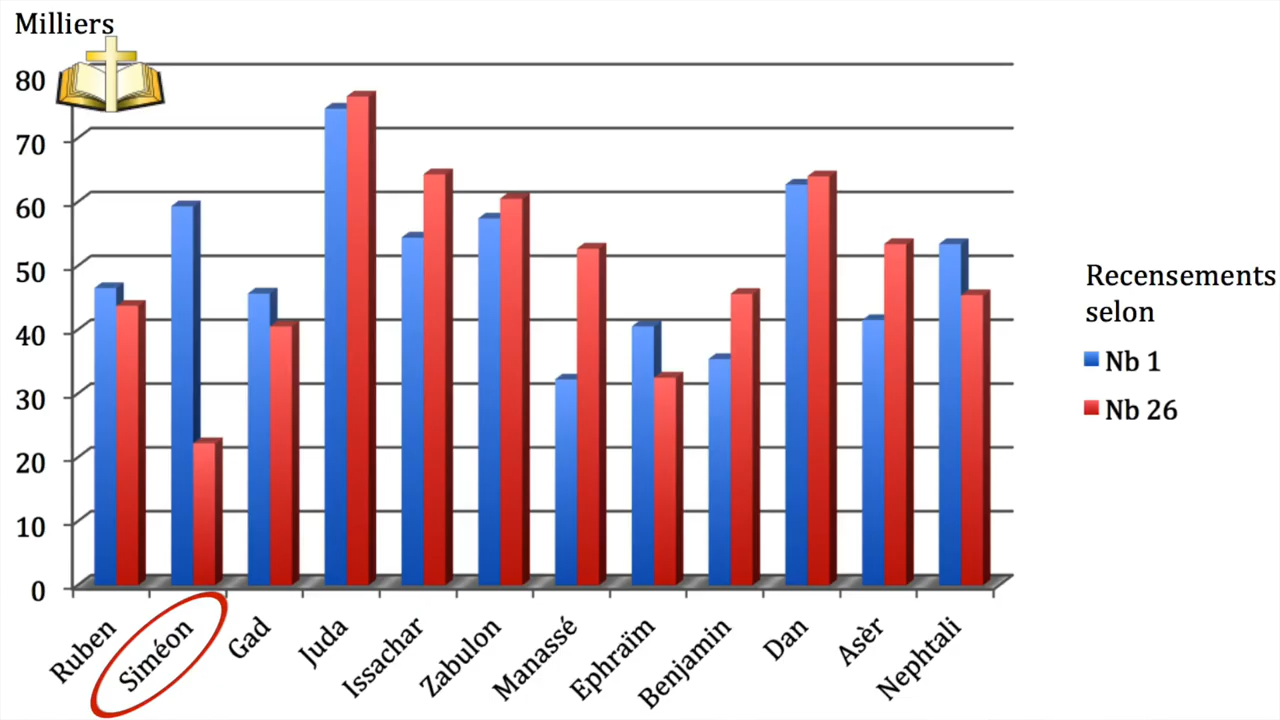 Milliers
80
70
60
50
40
30
20
10
0
Ruben
Siméon
Gad
Juda
Issachar
Zabulon
Manassé
Ephraïm
Benjamin
Dan
Asèr
Nephtali
Recensements
selon
Nb 1
Nb 26